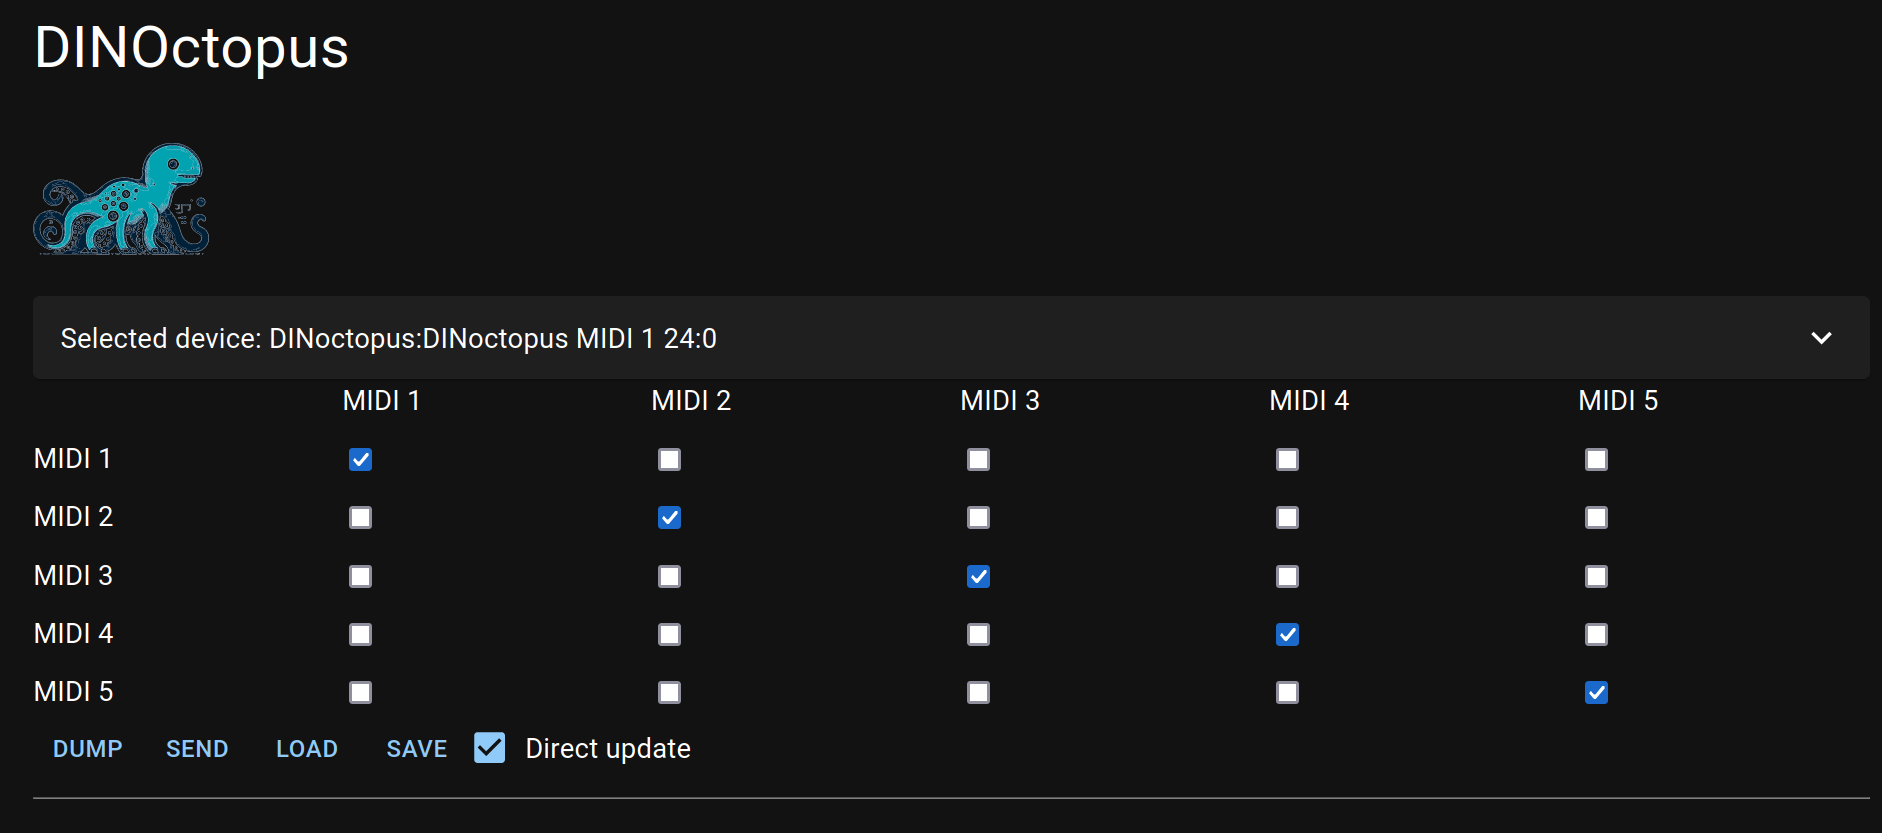 DINOctopus
Selected device: DINoctopus:DINoctopus MIDI 1 24:0
MIDI 1 MIDI 2 MIDI 3 MIDI 4 MIDI 5
MIDI 1
MIDI 2
MIDI 3
MIDI 4
MIDI 5
DUMP SEND LOAD SAVE Direct update